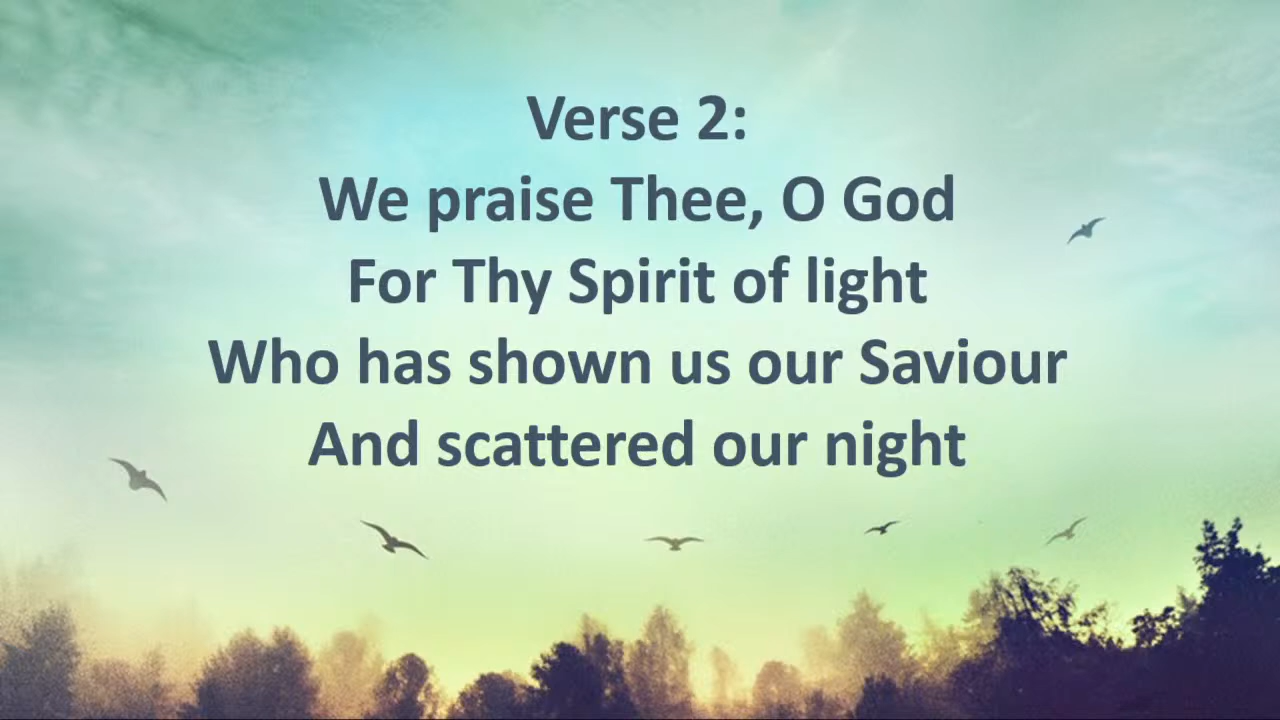 Verse 2:
We praise Thee, O God
For Thy Spirit of light
Who has shown us our Saviour
And scattered our night